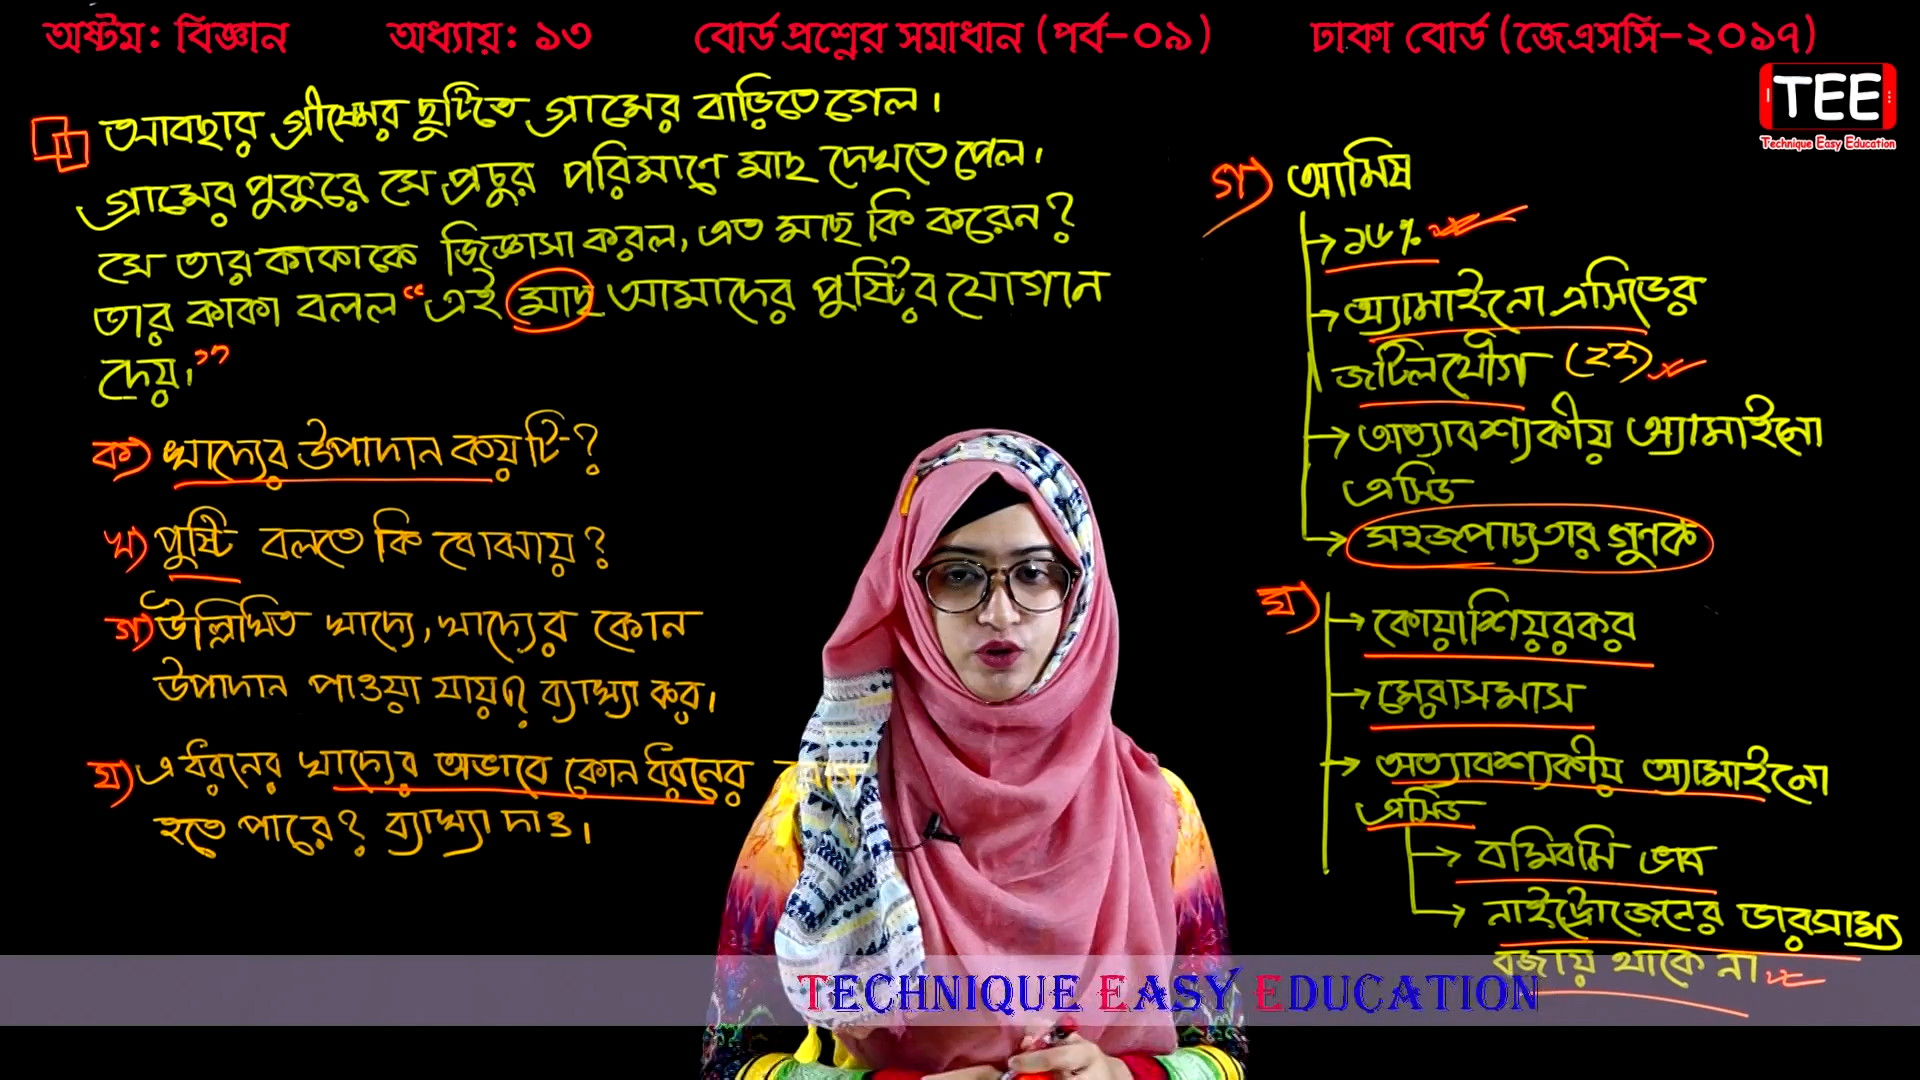 অষ্টম: বিজ্ঞান অধ্যায়: ১৩ বোর্ড প্রশ্নের সমাধান (পর্ব-০৯) ঢাকা বোর্ড (জেএসসি-২০১৭)
TEE
Technique Easy Education
আবহার গ্রীষ্মের ছুটিতে গ্রামের বাড়িতে গেল।
গ্রামের পুকুরে সে প্রচুর পরিমাণে মাছ দেখতে পেল।
সে তার কাকাকে জিজ্ঞাসা করল, এত মাছ কি করেন?
তার কাকা বলল "এই মাছ আমাদের পুষ্টির যোগান
দেয়।"
ক) খাদ্যের উপাদান কয়টি?
খ) পুষ্টি বলতে কি বোঝায়?
গ) উল্লিখিত খাদ্যে, খাদ্যের কোন
উপাদান পাওয়া যায়? ব্যাখ্যা কর।
ঘ) এ ধরনের খাদ্যের অভাবে কোন ধরনের
হতে পারে? ব্যাখ্যা দাও।
গ) আমিষ
১৬%
অ্যামাইনো এসিডের
জটিল যৌগ (২২)
অত্যাবশ্যকীয় অ্যামাইনো
এসিড
সহজপাচ্যতার গুণক
ঘ) কোয়াশিয়রকর
মেরাসমাস
অত্যাবশ্যকীয় অ্যামাইনো
এসিড
বমিবমি ভাব
নাইট্রোজেনের ভারসাম্য
বজায় থাকে না
TECHNIQUE EASY EDUCATION